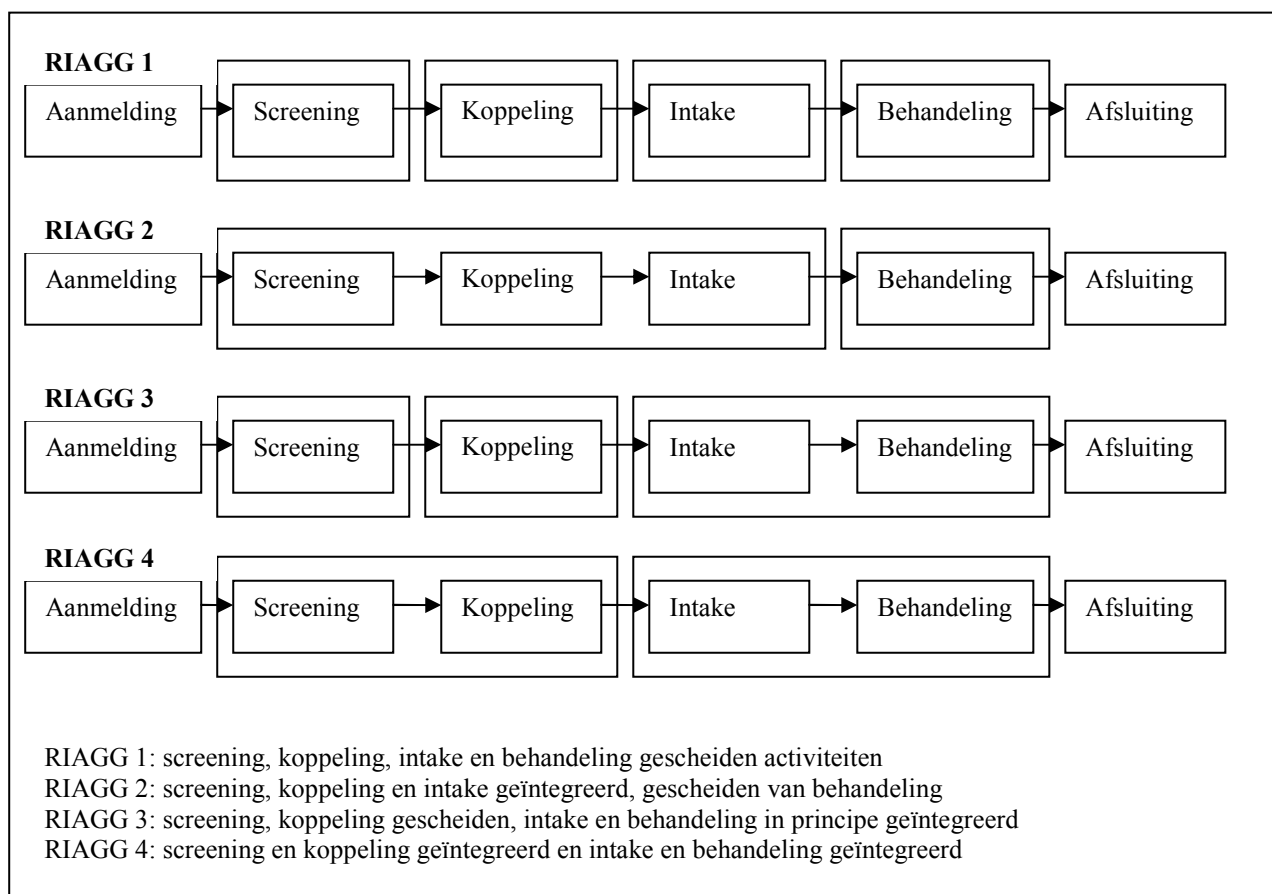 RIAGG 1
Aanmelding Screening Koppeling Intake Behandeling Afsluiting
RIAGG 2
Aanmelding Screening Koppeling Intake Behandeling Afsluiting
RIAGG 3
Aanmelding Screening Koppeling Intake Behandeling Afsluiting
RIAGG 4
Aanmelding Screening Koppeling Intake Behandeling Afsluiting
RIAGG 1: screening, koppeling, intake en behandeling gescheiden activiteiten
RIAGG 2: screening, koppeling en intake geïntegreerd, gescheiden van behandeling
RIAGG 3: screening, koppeling gescheiden, intake en behandeling in principe geïntegreerd
RIAGG 4: screening en koppeling geïntegreerd en intake en behandeling geïntegreerd